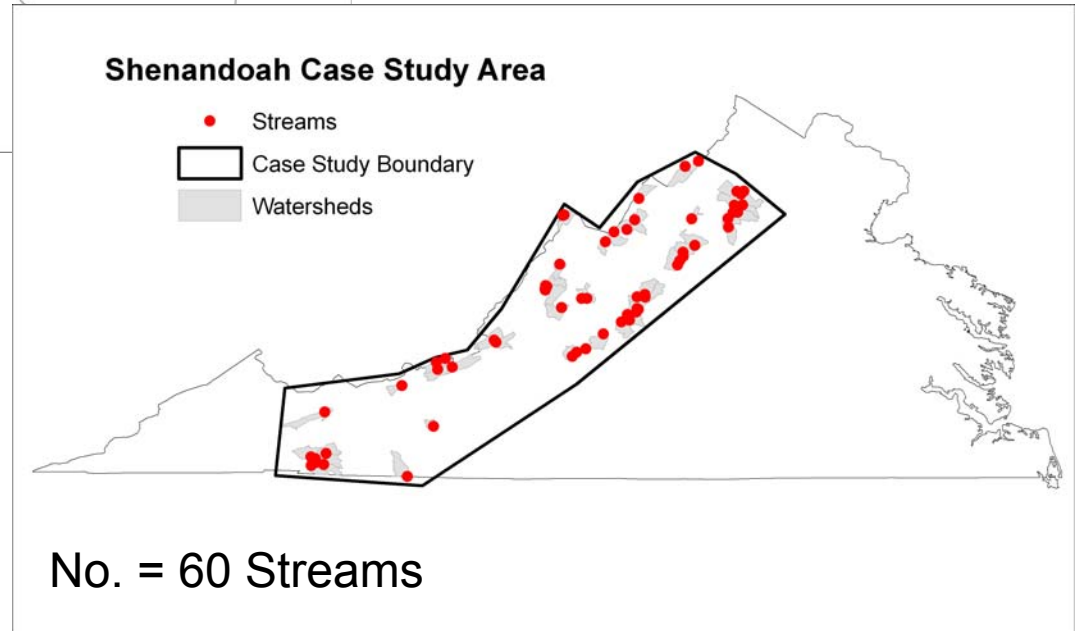 Shenandoah Case Study Area
Streams
Case Study Boundary
Watersheds
No. = 60 Streams